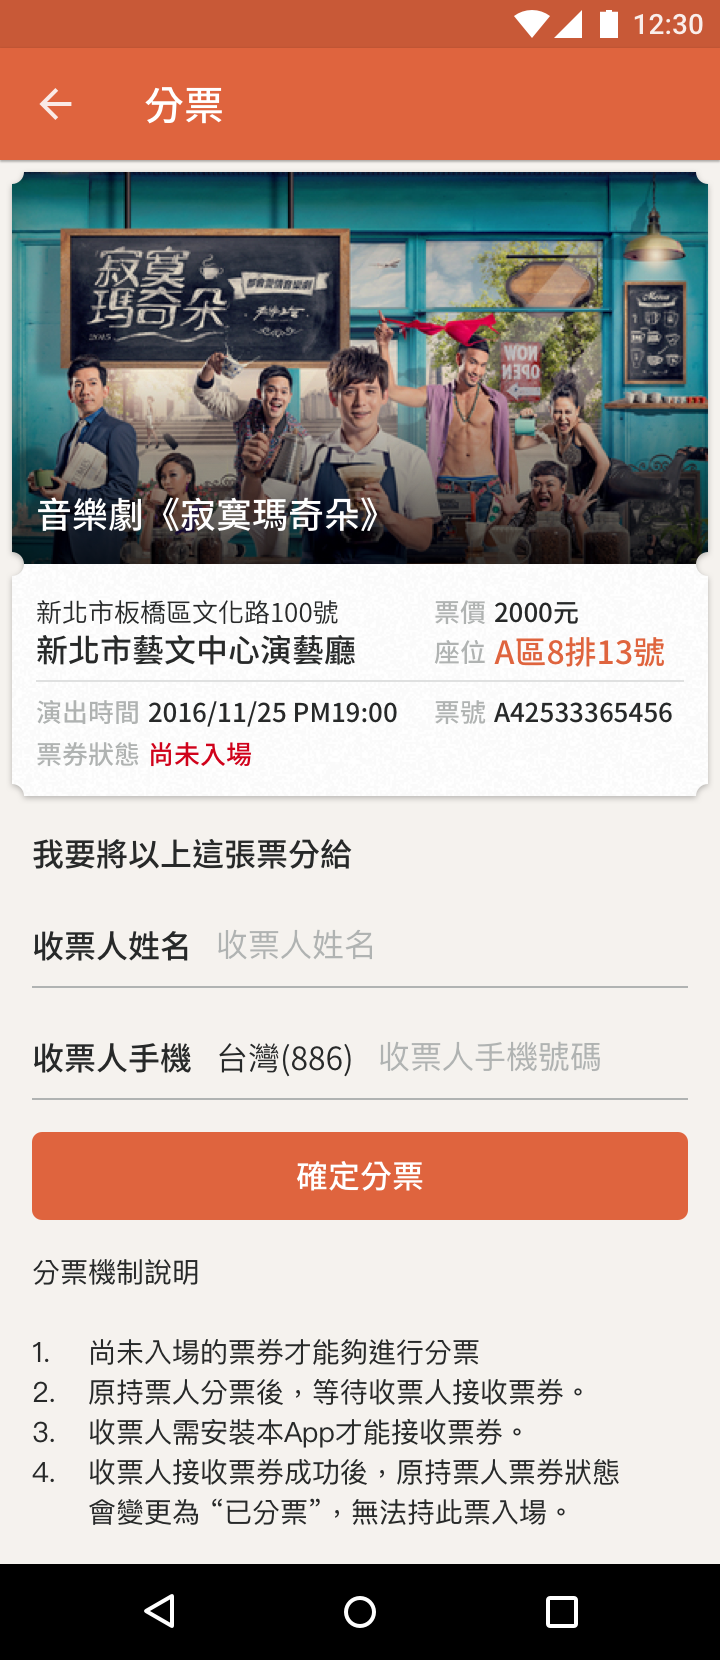 12:30
分票
寂寞
瑪奇朵
都會愛情音樂劇
2015
Menu
NOW
OPEN
音樂劇《寂寞瑪奇朵》
新北市板橋區文化路100號
票價 2000元
新北市藝文中心演藝廳
座位 A區8排13號
演出時間 2016/11/25 PM19:00
票號 A42533365456
票券狀態 尚未入場
我要將以上這張票分給
收票人姓名 收票人姓名
收票人手機 台灣(886) 收票人手機號碼
確定分票
分票機制說明
1. 尚未入場的票券才能夠進行分票
2. 原持票人分票後，等待收票人接收票券。
3. 收票人需安裝本App才能接收票券。
4. 收票人接收票券成功後，原持票人票券狀態
會變更為 “已分票”，無法持此票入場。